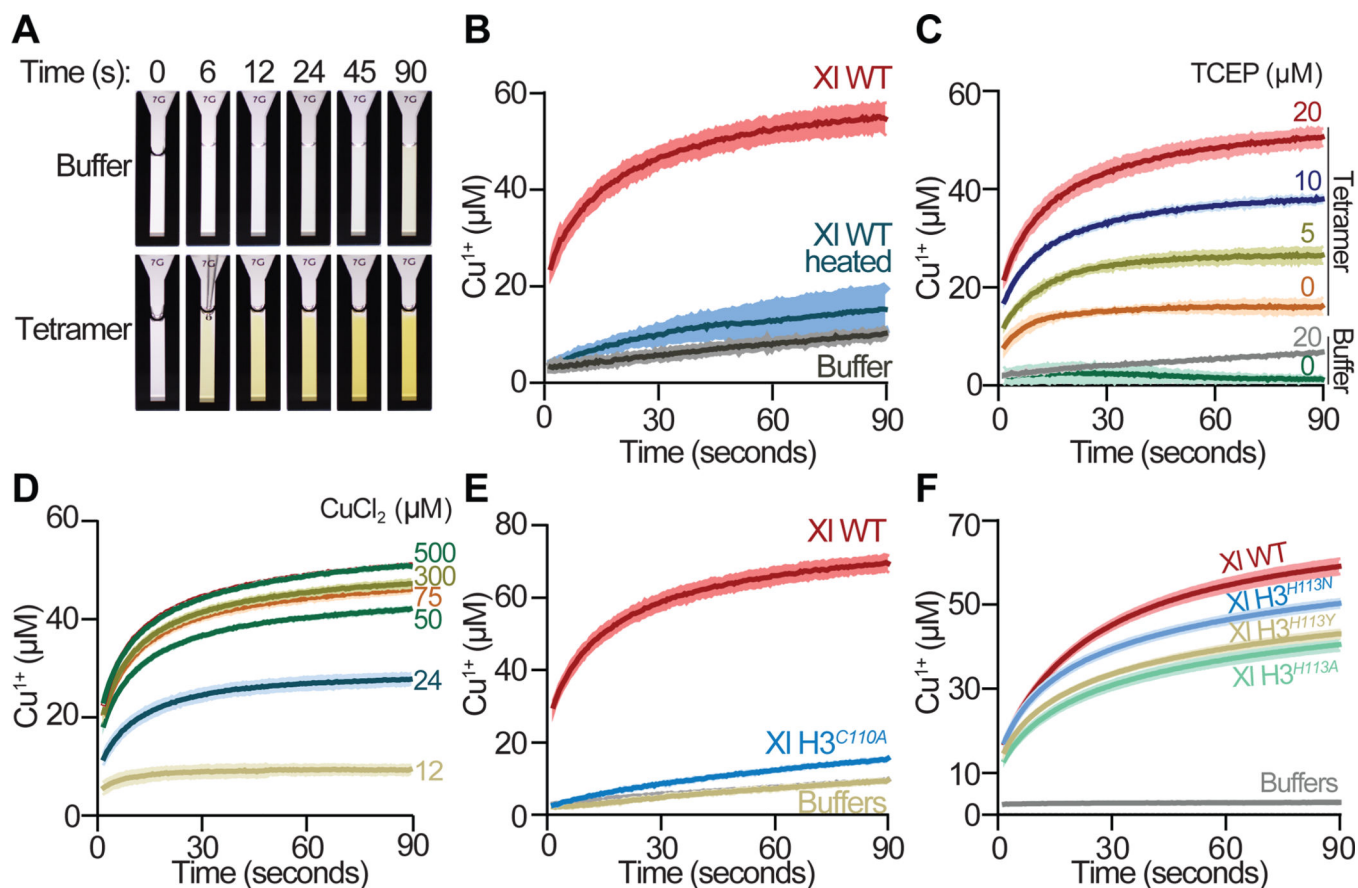 A
Time (s): 0 6 12 24 45 90
7G 7G 7G 7G 7G 7G
Buffer
7G 7G 7G 7G 7G 7G
Tetramer
B
XI WT
60
40
20
0
Cu¹⁺ (µM)
XI WT
heated
Buffer
0 30 60 90
Time (seconds)
C
TCEP (µM)
60
40
20
0
Cu¹⁺ (µM)
20
10
5
0
Tetramer
20
0
Buffer
0 30 60 90
Time (seconds)
D
CuCl₂ (µM)
60
40
20
0
Cu¹⁺ (µM)
500
300
75
50
24
12
0 30 60 90
Time (seconds)
E
80
60
40
20
0
Cu¹⁺ (µM)
XI WT
XI H3ᶜ¹¹⁰ᴬ
Buffers
0 30 60 90
Time (seconds)
F
70
50
30
10
0
Cu¹⁺ (µM)
XI WT
XI H3ᴴ¹¹³ᴺ
XI H3ᴴ¹¹³ʸ
XI H3ᴴ¹¹³ᴬ
Buffers
0 30 60 90
Time (seconds)